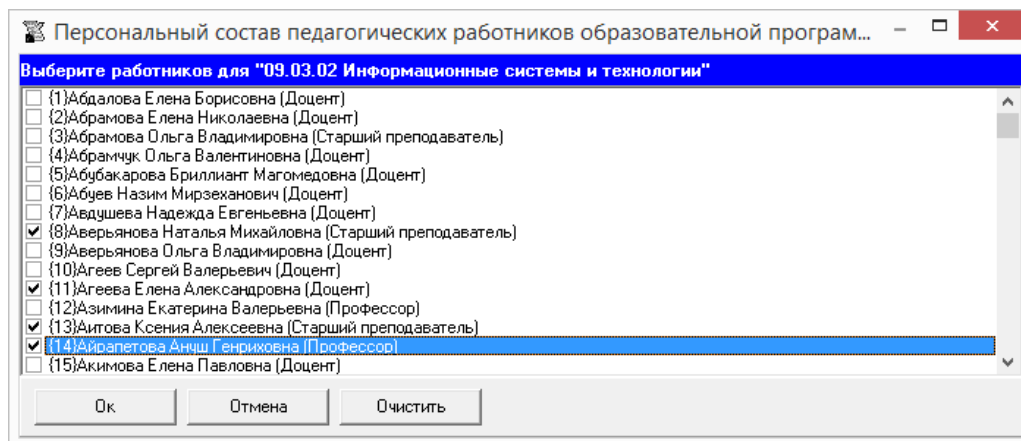 Персональный состав педагогических работников образовательной програм...
Выберите работников для "09.03.02 Информационные системы и технологии"
{1}Абдалова Елена Борисовна (Доцент)
{2}Абрамова Елена Николаевна (Доцент)
{3}Абрамова Ольга Владимировна (Старший преподаватель)
{4}Абрамчук Ольга Валентиновна (Доцент)
{5}Абубакарова Бриллиант Магомедовна (Доцент)
{6}Абуев Назим Мирзеханович (Доцент)
{7}Авдушева Надежда Евгеньевна (Доцент)
{8}Аверьянова Наталья Михайловна (Старший преподаватель)
{9}Аверьянова Ольга Владимировна (Доцент)
{10}Агеев Сергей Валерьевич (Доцент)
{11}Агеева Елена Александровна (Доцент)
{12}Азимина Екатерина Валерьевна (Профессор)
{13}Аитова Ксения Алексеевна (Старший преподаватель)
{14}Айрапетова Ануш Генриховна (Профессор)
{15}Акимова Елена Павловна (Доцент)
Ок Отмена Очистить